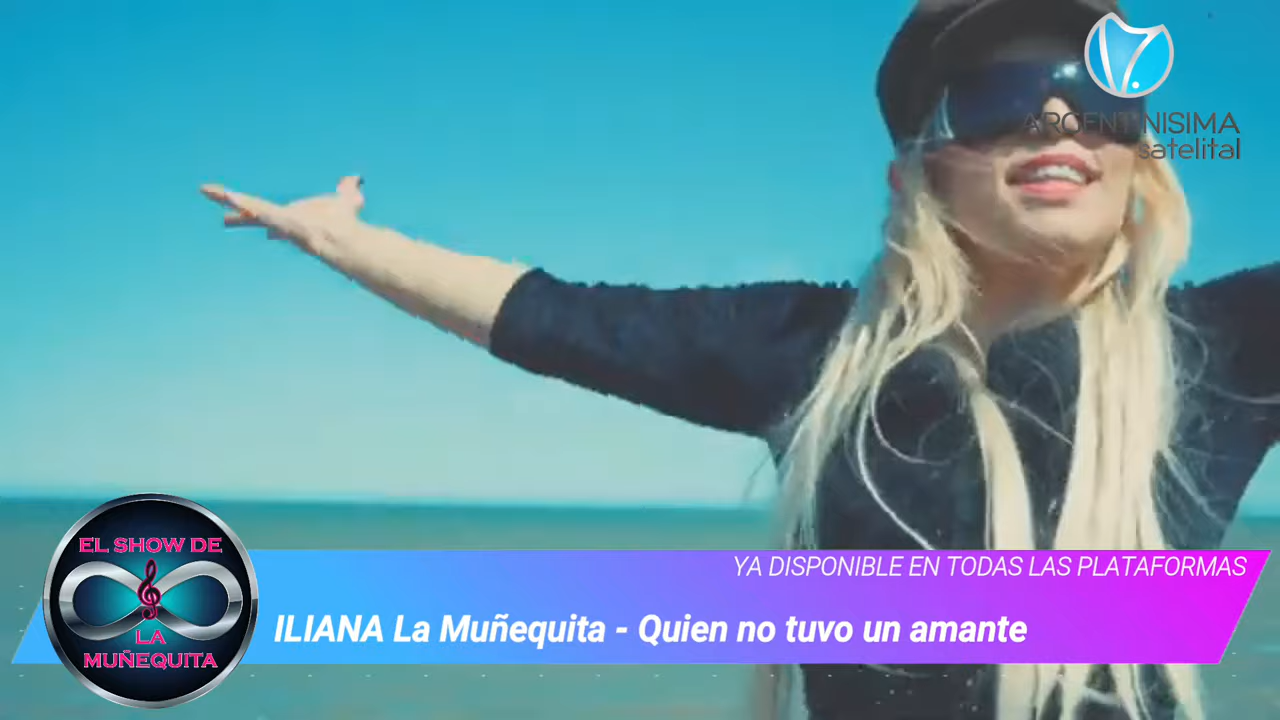 ARGENTINISIMA
satelital
EL SHOW DE
LA
MUÑEQUITA
YA DISPONIBLE EN TODAS LAS PLATAFORMAS
ILIANA La Muñequita - Quien no tuvo un amante